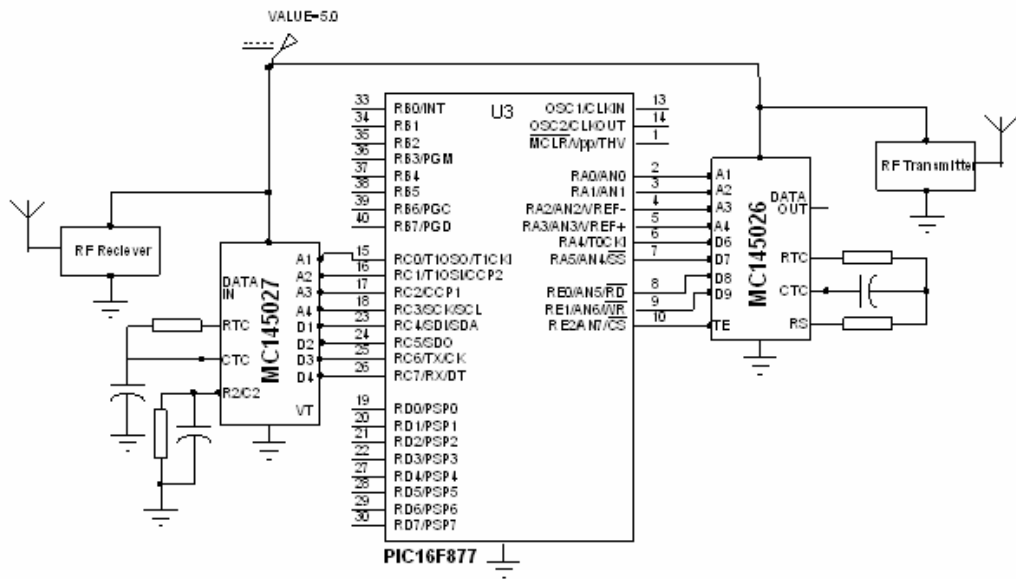 VALUE=5.0
U3
33 RB0/INT
34 RB1
35 RB2
36 RB3/PGM
37 RB4
38 RB5
39 RB6/PGC
40 RB7/PGD
15 RC0/T1OSO/T1CKI
16 RC1/T1OSI/CCP2
17 RC2/CCP1
18 RC3/SCK/SCL
23 RC4/SDI/SDA
24 RC5/SDO
25 RC6/TX/CK
26 RC7/RX/DT
19 RD0/PSP0
20 RD1/PSP1
21 RD2/PSP2
22 RD3/PSP3
27 RD4/PSP4
28 RD5/PSP5
29 RD6/PSP6
30 RD7/PSP7
OSC1/CLKIN 13
OSC2/CLKOUT 14
MCLR/Vpp/THV 1
RA0/AN0 2
RA1/AN1 3
RA2/AN2/VREF- 4
RA3/AN3/VREF+ 5
RA4/T0CKI 6
RA5/AN4/SS 7
RE0/AN5/RD 8
RE1/AN6/WR 9
RE2/AN7/CS 10
PIC16F877
RF Reciever
MC145027
DATA
IN
RTC
CTC
R2/C2
A1
A2
A3
A4
D1
D2
D3
D4
VT
RF Transmitter
MC145026
A1
A2
A3
A4
D6
D7
D8
D9
TE
DATA
OUT
RTC
CTC
RS